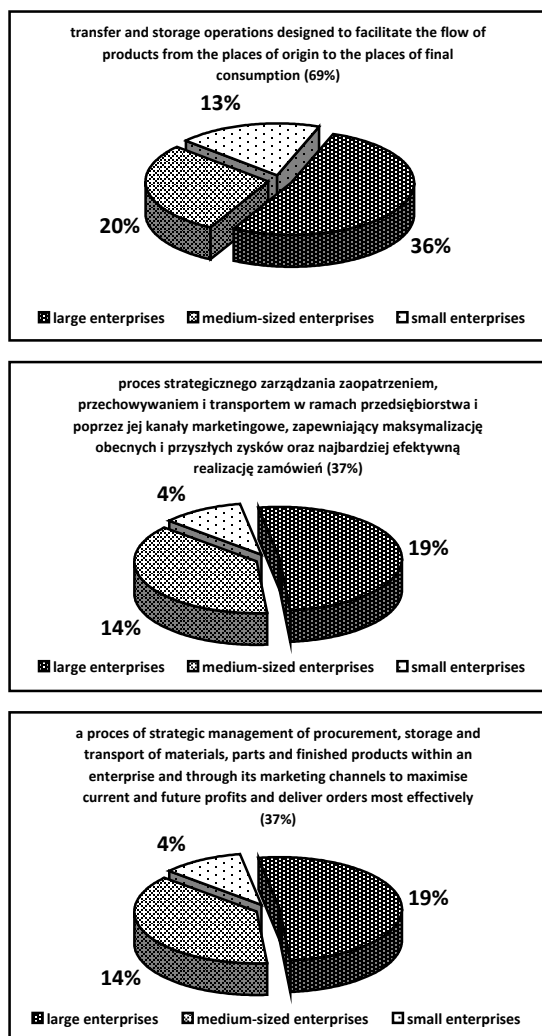 transfer and storage operations designed to facilitate the flow of
products from the places of origin to the places of final
consumption (69%)
13%
20%
36%
large enterprises medium-sized enterprises small enterprises
proces strategicznego zarządzania zaopatrzeniem,
przechowywaniem i transportem w ramach przedsiębiorstwa i
poprzez jej kanały marketingowe, zapewniający maksymalizację
obecnych i przyszłych zysków oraz najbardziej efektywną
realizację zamówień (37%)
4%
19%
14%
large enterprises medium-sized enterprises small enterprises
a proces of strategic management of procurement, storage and
transport of materials, parts and finished products within an
enterprise and through its marketing channels to maximise
current and future profits and deliver orders most effectively
(37%)
4%
19%
14%
large enterprises medium-sized enterprises small enterprises